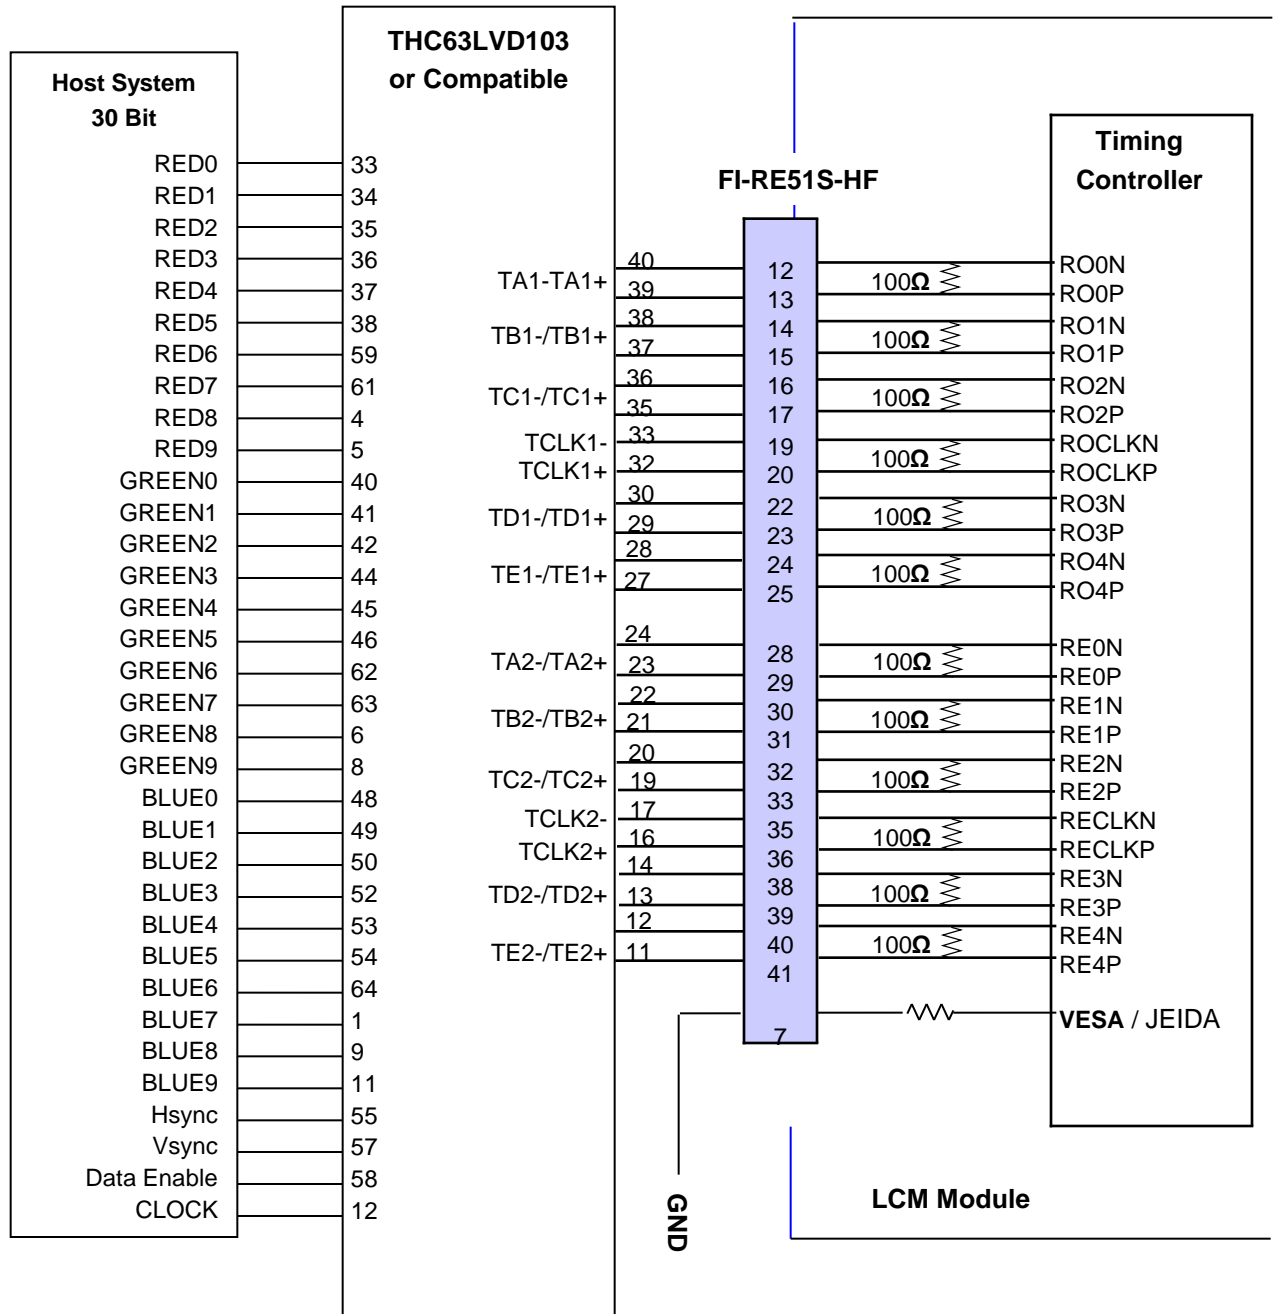 THC63LVD103
or Compatible
Host System
30 Bit
RED0 33
RED1 34
RED2 35
RED3 36
RED4 37
RED5 38
RED6 59
RED7 61
RED8 4
RED9 5
GREEN0 40
GREEN1 41
GREEN2 42
GREEN3 44
GREEN4 45
GREEN5 46
GREEN6 62
GREEN7 63
GREEN8 6
GREEN9 8
BLUE0 48
BLUE1 49
BLUE2 50
BLUE3 52
BLUE4 53
BLUE5 54
BLUE6 64
BLUE7 1
BLUE8 9
BLUE9 11
Hsync 55
Vsync 57
Data Enable 58
CLOCK 12
TA1-TA1+
40
39
TB1-/TB1+
38
37
TC1-/TC1+
36
35
TCLK1- 33
TCLK1+ 32
TD1-/TD1+
30
29
TE1-/TE1+
28
27
TA2-/TA2+
24
23
TB2-/TB2+
22
21
TC2-/TC2+
20
19
TCLK2- 17
TCLK2+ 16
TD2-/TD2+
14
13
TE2-/TE2+
12
11
GND
FI-RE51S-HF
12
13
14
15
16
17
19
20
22
23
24
25
28
29
30
31
32
33
35
36
38
39
40
41
7
100Ω
100Ω
100Ω
100Ω
100Ω
100Ω
100Ω
100Ω
100Ω
100Ω
100Ω
100Ω
Timing
Controller
RO0N
RO0P
RO1N
RO1P
RO2N
RO2P
ROCLKN
ROCLKP
RO3N
RO3P
RO4N
RO4P
RE0N
RE0P
RE1N
RE1P
RE2N
RE2P
RECLKN
RECLKP
RE3N
RE3P
RE4N
RE4P
VESA / JEIDA
LCM Module